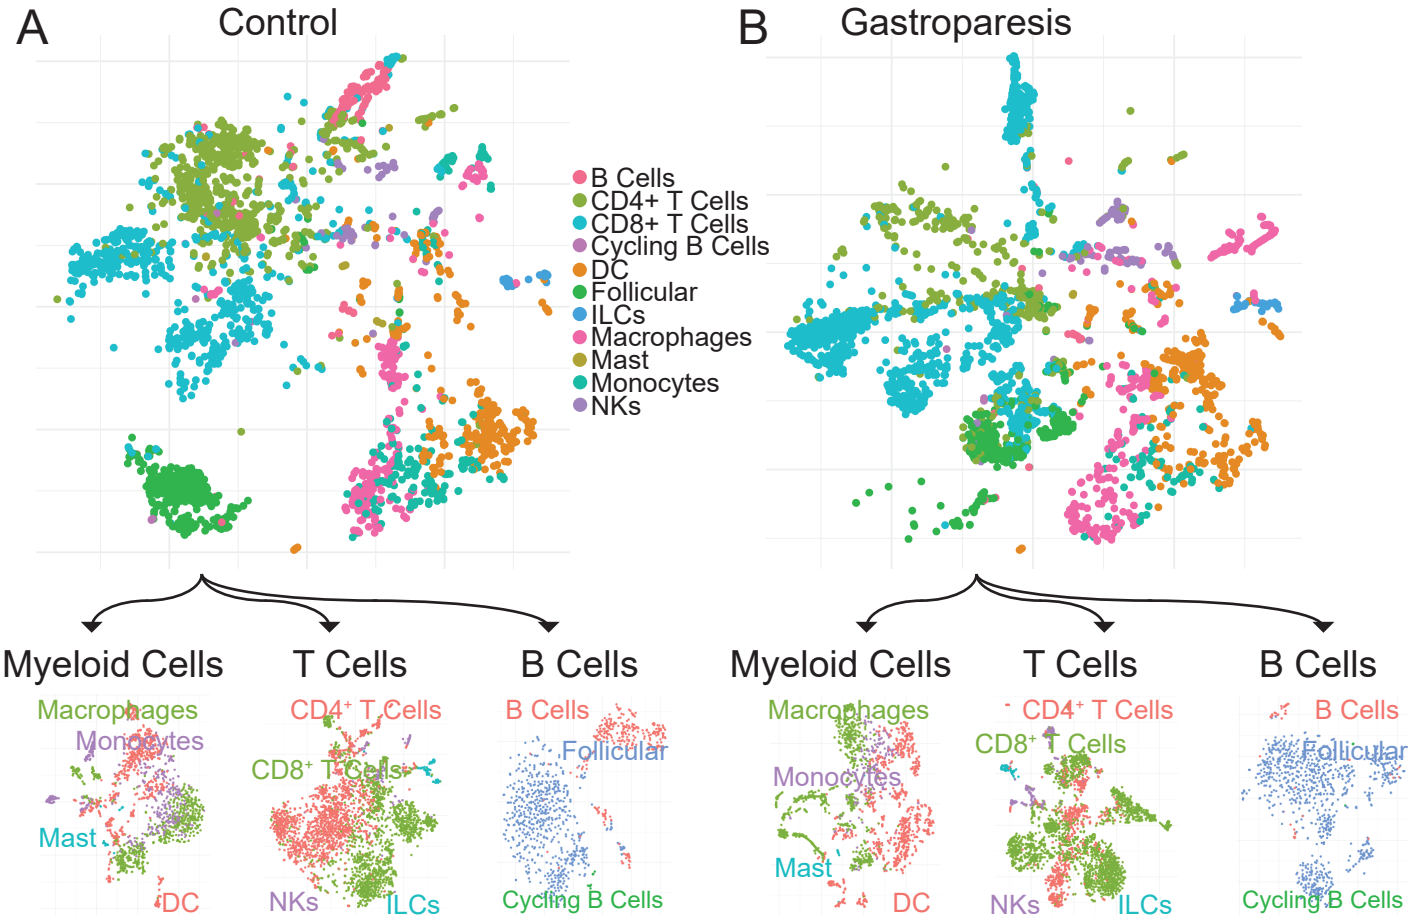 A
Control
B
Gastroparesis
B Cells
CD4+ T Cells
CD8+ T Cells
Cycling B Cells
DC
Follicular
ILCs
Macrophages
Mast
Monocytes
NKs
Myeloid Cells
T Cells
B Cells
Myeloid Cells
T Cells
B Cells
Macrophages
Monocytes
Mast
DC
CD4⁺ T Cells
CD8⁺ T Cells
NKs
ILCs
B Cells
Follicular
Cycling B Cells
Macrophages
Monocytes
Mast
DC
CD4⁺ T Cells
CD8⁺ T Cells
NKs
ILCs
B Cells
Follicular
Cycling B Cells